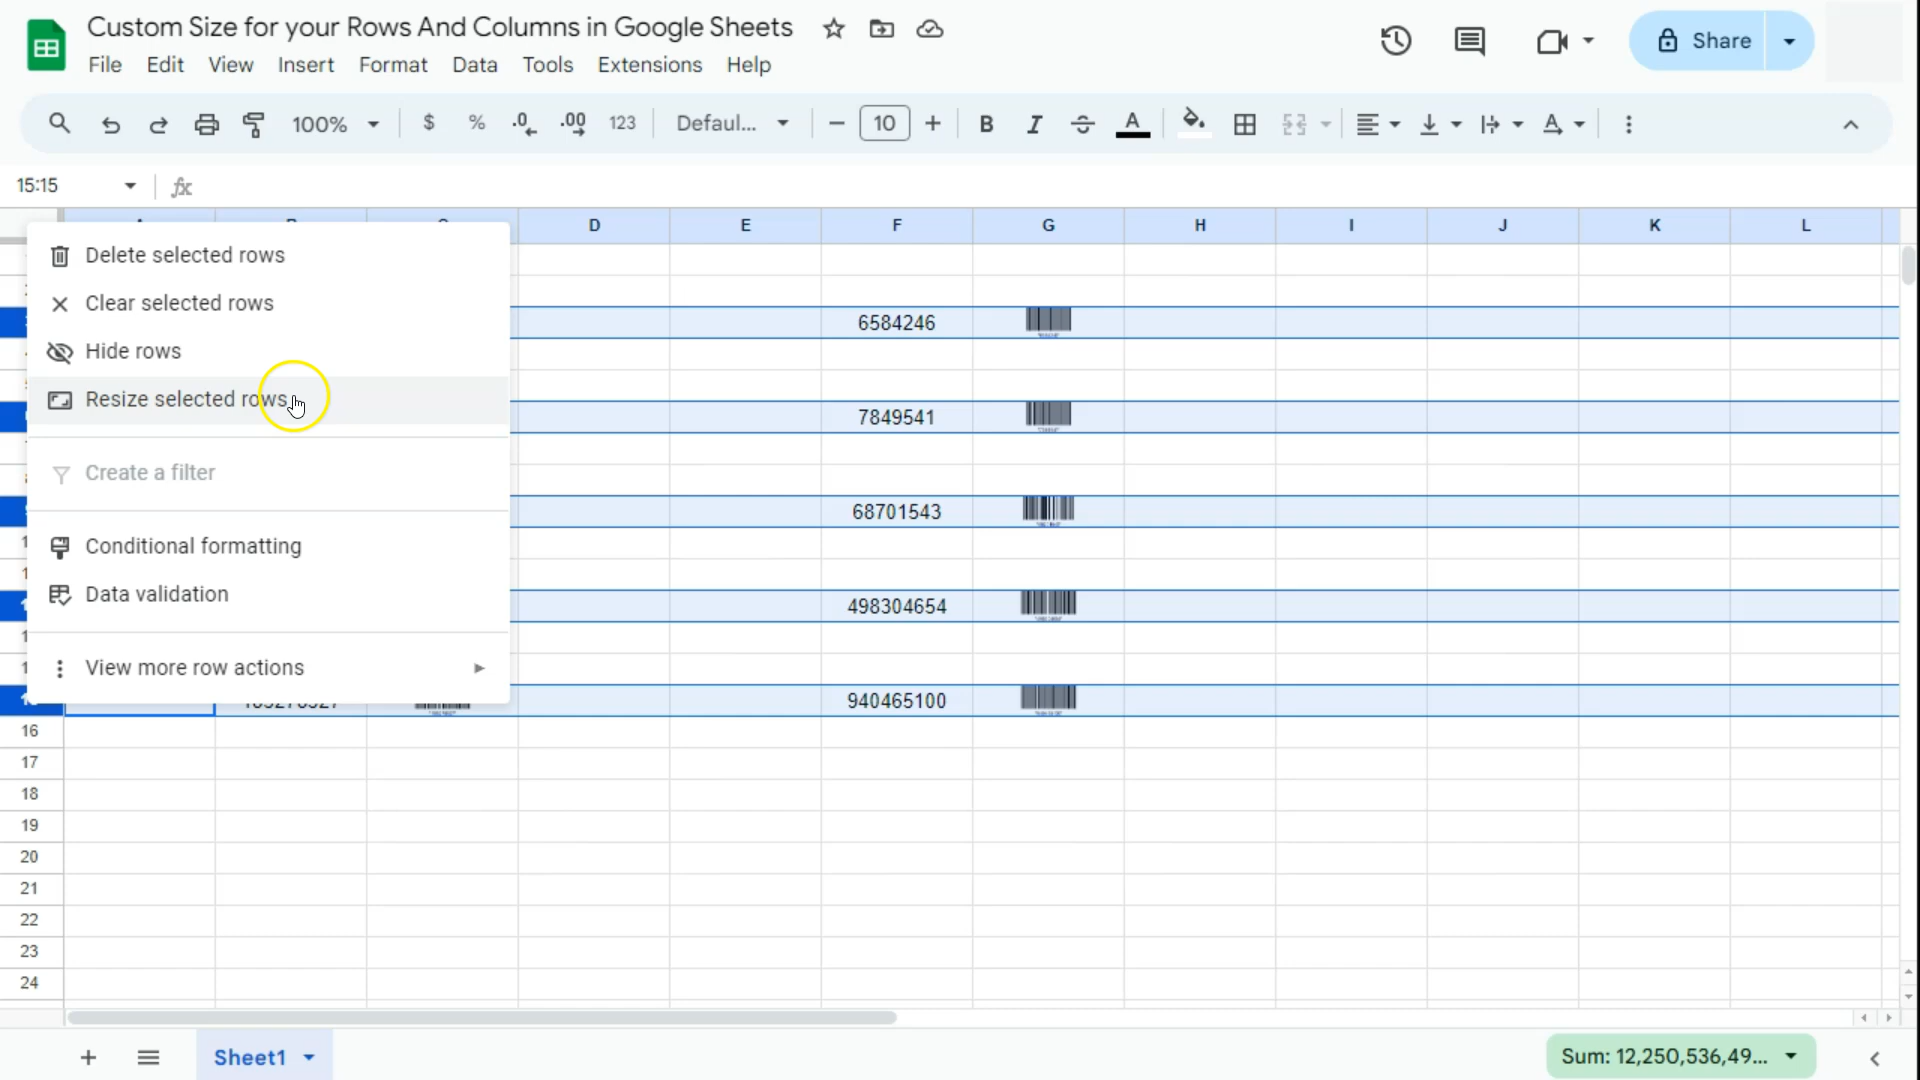 Custom Size for your Rows And Columns in Google Sheets
File Edit View Insert Format Data Tools Extensions Help
Share
100% $ % .0 .00 123 Defaul... 10 B I A
15:15 fx
D E F G H I J K L
Delete selected rows
Clear selected rows
6584246
Hide rows
Resize selected rows
7849541
Create a filter
68701543
Conditional formatting
Data validation
498304654
View more row actions
940465100
16
17
18
19
20
21
22
23
24
Sheet1
Sum: 12,250,536,49...